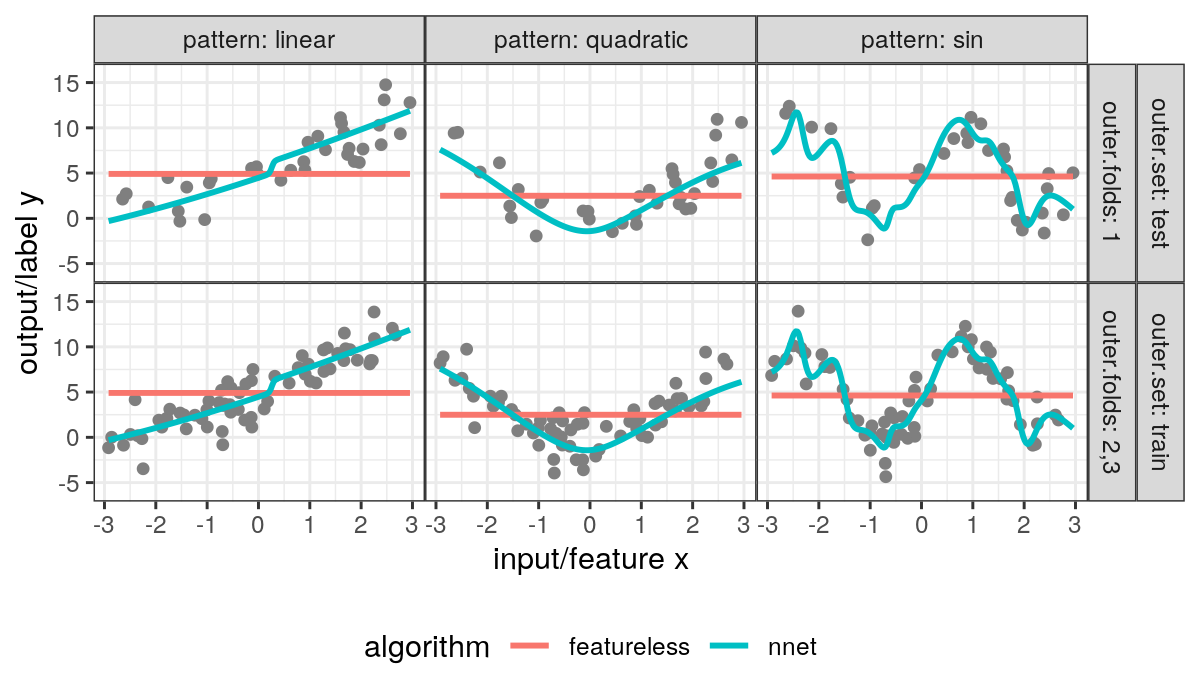 pattern: linear pattern: quadratic pattern: sin
15
10
5
0
-5
outer.folds: 1
outer.set: test
15
10
5
0
-5
outer.folds: 2,3
outer.set: train
output/label y
-3 -2 -1 0 1 2 3 -3 -2 -1 0 1 2 3 -3 -2 -1 0 1 2 3
input/feature x
algorithm featureless nnet